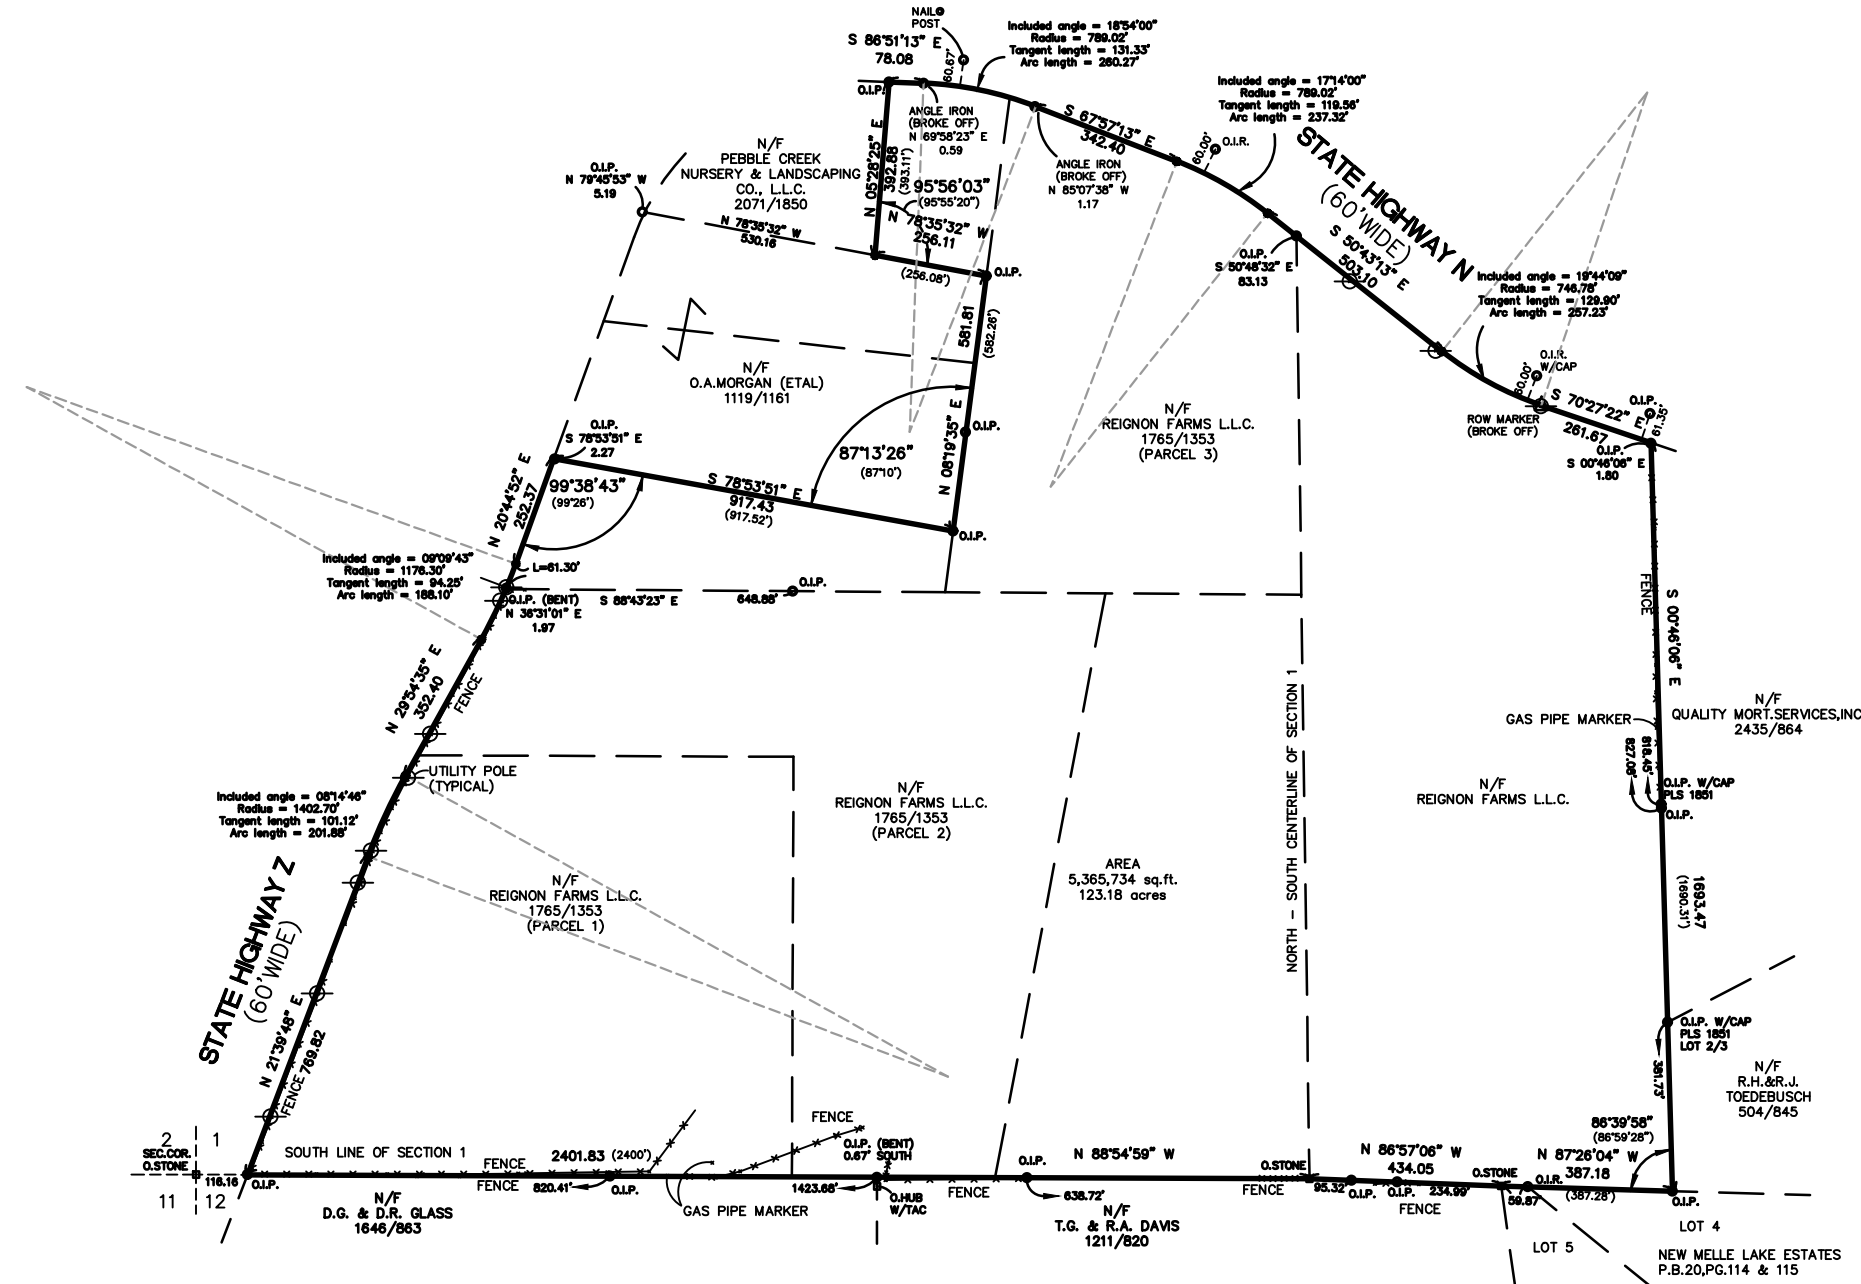 NAIL@
POST
S 86°51'13" E
78.08
60.67'
Included angle = 18°54'00"
Radius = 789.02'
Tangent length = 131.33'
Arc length = 260.27'
O.I.P.
ANGLE IRON
(BROKE OFF)
N 69°58'23" E
0.59
S 67°57'13" E
342.40
Included angle = 17°14'00"
Radius = 789.02'
Tangent length = 119.56'
Arc length = 237.32'
60.00'
O.I.R.
ANGLE IRON
(BROKE OFF)
N 85°07'38" W
1.17
STATE HIGHWAY N
(60'WIDE)
N/F
PEBBLE CREEK
NURSERY & LANDSCAPING
CO., L.L.C.
2071/1850
O.I.P.
N 79°45'53" W
5.19
N 05°28'25" E
392.88
(393.11')
95°56'03"
(95°55'20")
N 78°35'32" W
530.16
N 78°35'32" W
256.11
(256.08')
O.I.P.
O.I.P.
S 50°48'32" E
83.13
S 50°43'13" E
503.10
Included angle = 19°44'09"
Radius = 746.78'
Tangent length = 129.90'
Arc length = 257.23'
O.I.R.
W/CAP
60.00'
ROW MARKER
(BROKE OFF)
S 70°27'22" E
261.67
O.I.P.
61.35'
O.I.P.
S 00°46'06" E
1.60
581.81
(582.26')
N/F
O.A.MORGAN (ETAL)
1119/1161
N/F
REIGNON FARMS L.L.C.
1765/1353
(PARCEL 3)
O.I.P.
N 08°19'35" E
87°13'26"
(87°10')
O.I.P.
S 78°53'51" E
2.27
99°38'43"
(99°26')
S 78°53'51" E
917.43
(917.52')
O.I.P.
N 20°44'52" E
252.37
Included angle = 09°09'43"
Radius = 1176.30'
Tangent length = 94.25'
Arc length = 188.10'
L=61.30'
O.I.P. (BENT)
N 36°31'01" E
1.97
S 88°43'23" E
648.88'
O.I.P.
FENCE
S 00°46'06" E
N 29°54'35" E
352.40
FENCE
NORTH - SOUTH CENTERLINE OF SECTION 1
GAS PIPE MARKER
N/F
QUALITY MORT.SERVICES,INC
2435/864
818.45'
827.08'
O.I.P. W/CAP
PLS 1851
O.I.P.
UTILITY POLE
(TYPICAL)
Included angle = 08°14'46"
Radius = 1402.70'
Tangent length = 101.12'
Arc length = 201.88'
N/F
REIGNON FARMS L.L.C.
1765/1353
(PARCEL 2)
N/F
REIGNON FARMS L.L.C.
AREA
5,365,734 sq.ft.
123.18 acres
N/F
REIGNON FARMS L.L.C.
1765/1353
(PARCEL 1)
1693.47
(1690.31')
STATE HIGHWAY Z
(60'WIDE)
N 21°39'48" E
769.82
FENCE
O.I.P. W/CAP
PLS 1851
LOT 2/3
381.73'
N/F
R.H.&R.J.
TOEDEBUSCH
504/845
86°39'58"
(86°59'28")
2 1
SEC.COR.
O.STONE
11 12
116.16
O.I.P.
SOUTH LINE OF SECTION 1
FENCE
FENCE
2401.83 (2400')
820.41'
O.I.P.
FENCE
O.I.P. (BENT)
0.67' SOUTH
1423.68'
O.HUB
W/TAC
FENCE
O.I.P.
638.72'
N 88°54'59" W
O.STONE
FENCE
95.32
O.I.P.
N 86°57'06" W
434.05
O.I.P.
234.99'
FENCE
O.STONE
59.87
O.I.R.
N 87°26'04" W
387.18
(387.28')
O.I.P.
N/F
D.G. & D.R. GLASS
1646/863
GAS PIPE MARKER
N/F
T.G. & R.A. DAVIS
1211/820
LOT 5
LOT 4
NEW MELLE LAKE ESTATES
P.B.20,PG.114 & 115